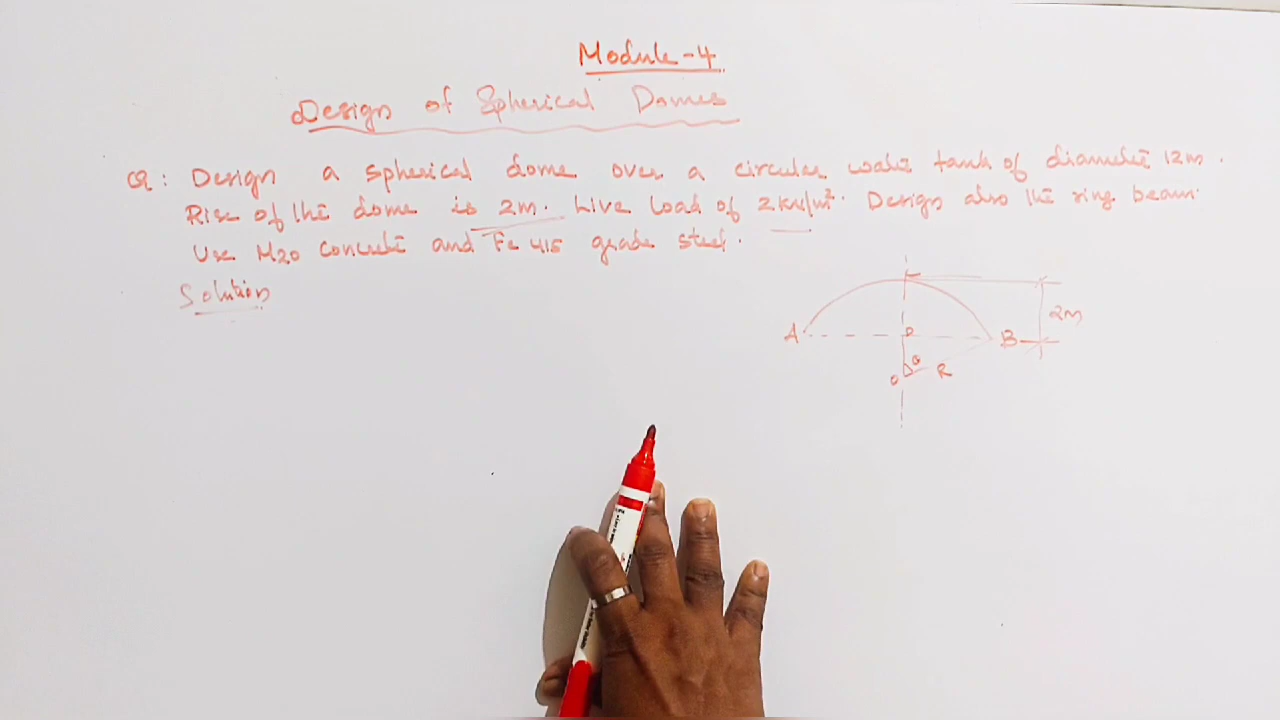 Module-4
Design of Spherical Domes
Q: Design a spherical dome over a circular water tank of diameter 12m.
Rise of the dome is 2m. Live load of 2kN/m². Design also the ring beam.
Use M20 concrete and Fe 415 grade steel.
Solution
2m
A
D
B
θ
O
R